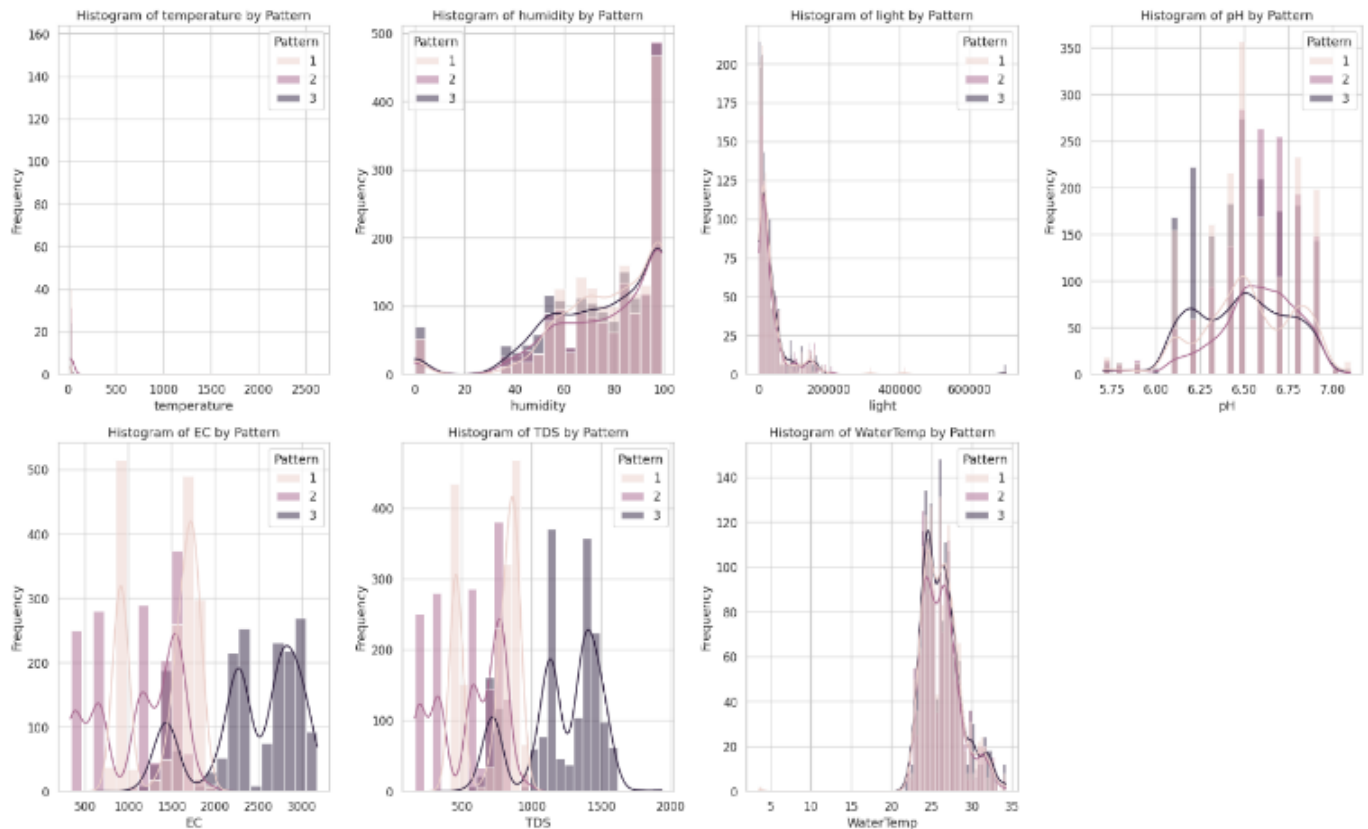 Histogram of temperature by Pattern
160
140
120
100
80
60
40
20
0
Frequency
Pattern
1
2
3
0 500 1000 1500 2000 2500
temperature
Histogram of humidity by Pattern
500
400
300
200
100
0
Frequency
Pattern
1
2
3
0 20 40 60 80 100
humidity
Histogram of light by Pattern
200
175
150
125
100
75
50
25
0
Frequency
Pattern
1
2
3
0 200000 400000 600000
light
Histogram of pH by Pattern
350
300
250
200
150
100
50
0
Frequency
Pattern
1
2
3
5.75 6.00 6.25 6.50 6.75 7.00
pH
Histogram of EC by Pattern
500
400
300
200
100
0
Frequency
Pattern
1
2
3
500 1000 1500 2000 2500 3000
EC
Histogram of TDS by Pattern
400
300
200
100
0
Frequency
Pattern
1
2
3
500 1000 1500 2000
TDS
Histogram of WaterTemp by Pattern
140
120
100
80
60
40
20
0
Frequency
Pattern
1
2
3
5 10 15 20 25 30 35
WaterTemp